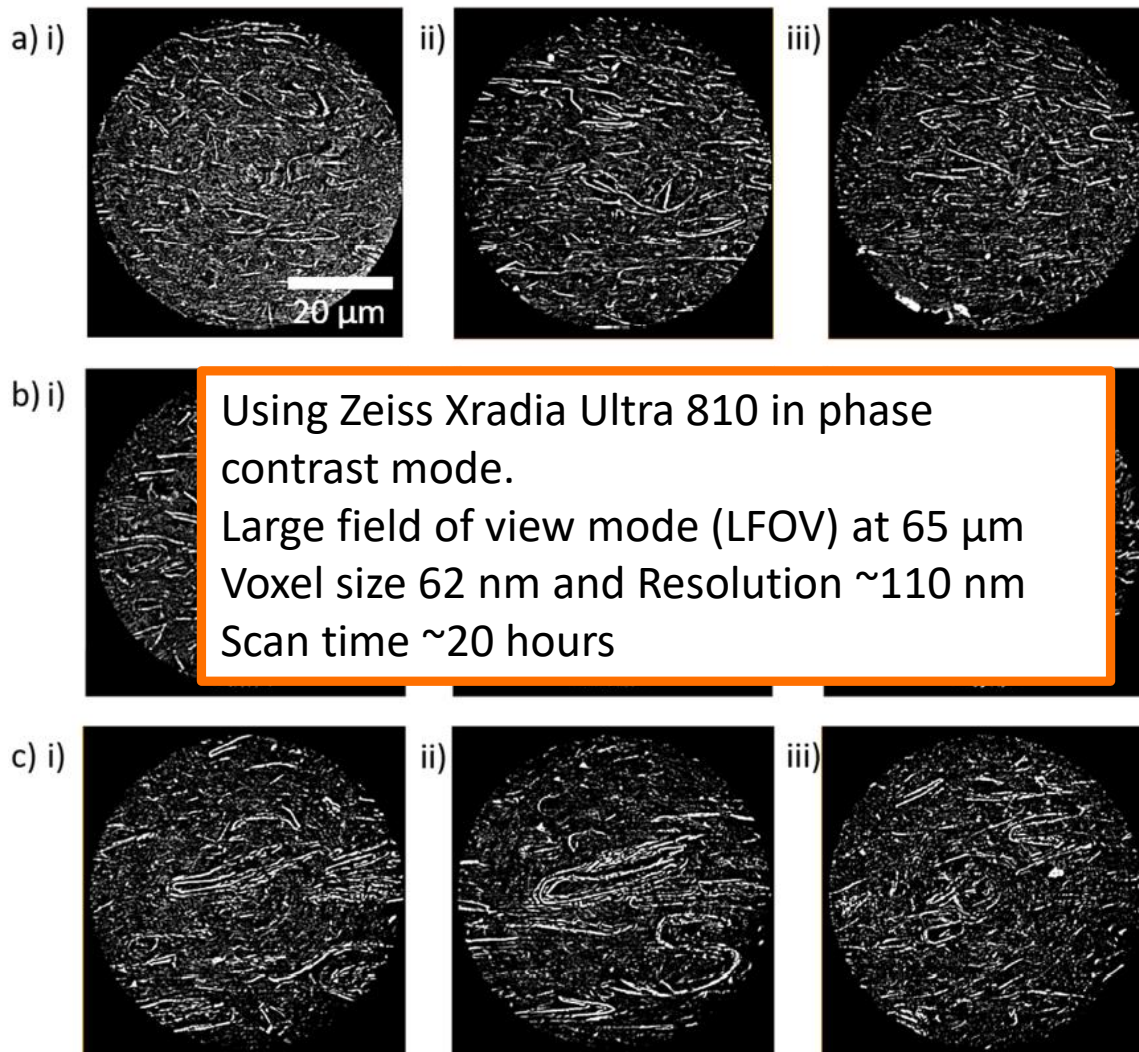 a) i) ii) iii)
20 µm
b) i)
Using Zeiss Xradia Ultra 810 in phase
contrast mode.
Large field of view mode (LFOV) at 65 µm
Voxel size 62 nm and Resolution ~110 nm
Scan time ~20 hours
c) i) ii) iii)